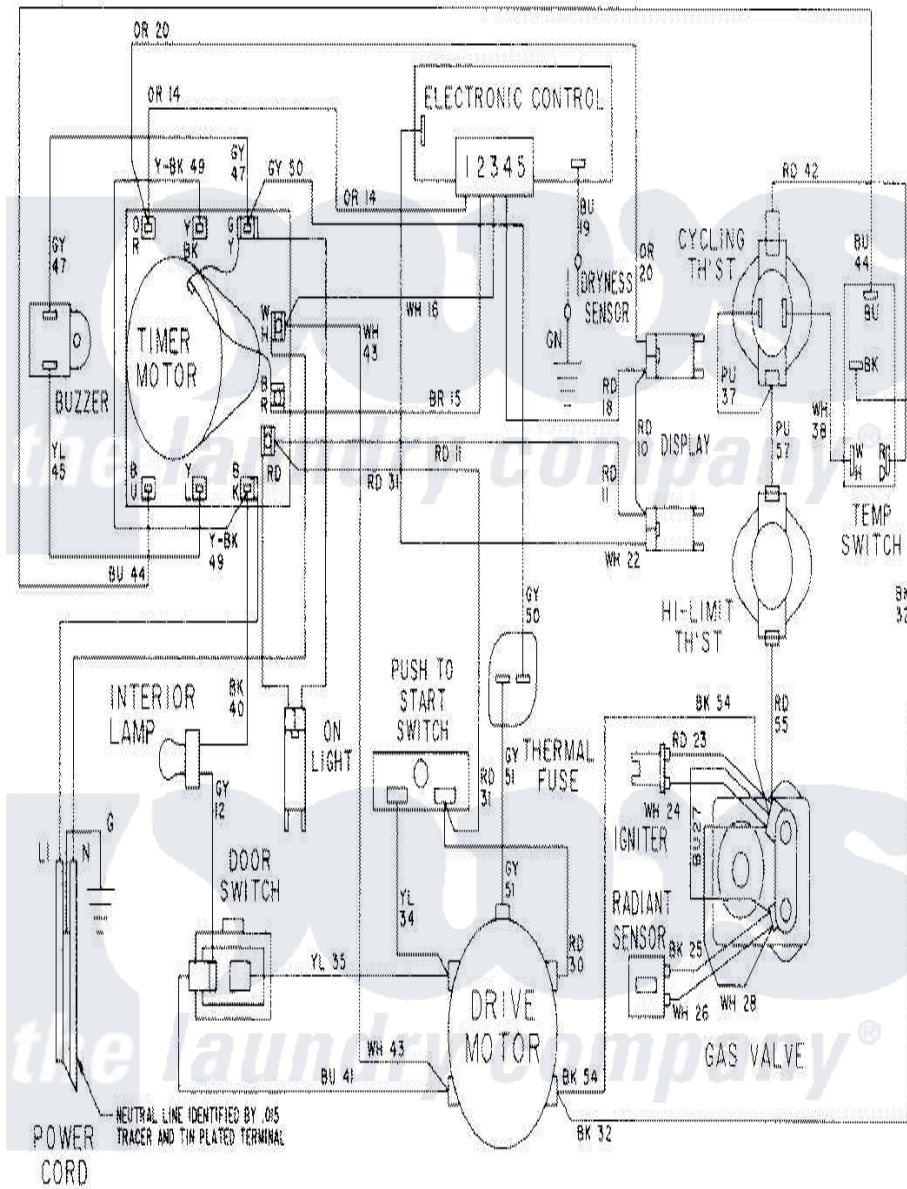 OR 20
OR 14
ELECTRONIC CONTROL
Y-BK 49
GY
47
GY 50
1 2 3 4 5
OR 14
RD 42
O
R
Y
BK
G
Y
BU
19
CYCLING
TH'ST
BU
44
GY
47
OR
20
DRYNESS
SENSOR
W
H
WH 16
WH
43
BU
TIMER
MOTOR
GN
BK
BUZZER
B
R
BR 15
RD
18
PU
37
WH
38
the laundry company®
YL
45
RD
RD 11
RD
10
DISPLAY
PU
57
RD 31
RD
11
W
H
R
D
B
U
Y
L
B
K
TEMP
SWITCH
Y-BK
49
BU 44
WH 22
GY
50
HI-LIMIT
TH'ST
BK
32
INTERIOR
LAMP
BK
40
PUSH TO
START
SWITCH
BK 54
RD
55
ON
LIGHT
RD 23
GY
51
THERMAL
FUSE
RD
31
GY
12
WH 24
IGNITER
BU 27
L1
N
G
DOOR
SWITCH
YL
34
GY
51
RADIANT
SENSOR
RD
30
BK 25
YL 35
WH 26
WH 28
DRIVE
MOTOR
GAS VALVE
the laundry company®
WH 43
BU 41
BK 54
BK 32
NEUTRAL LINE IDENTIFIED BY .015
TRACER AND TIN PLATED TERMINAL
POWER
CORD